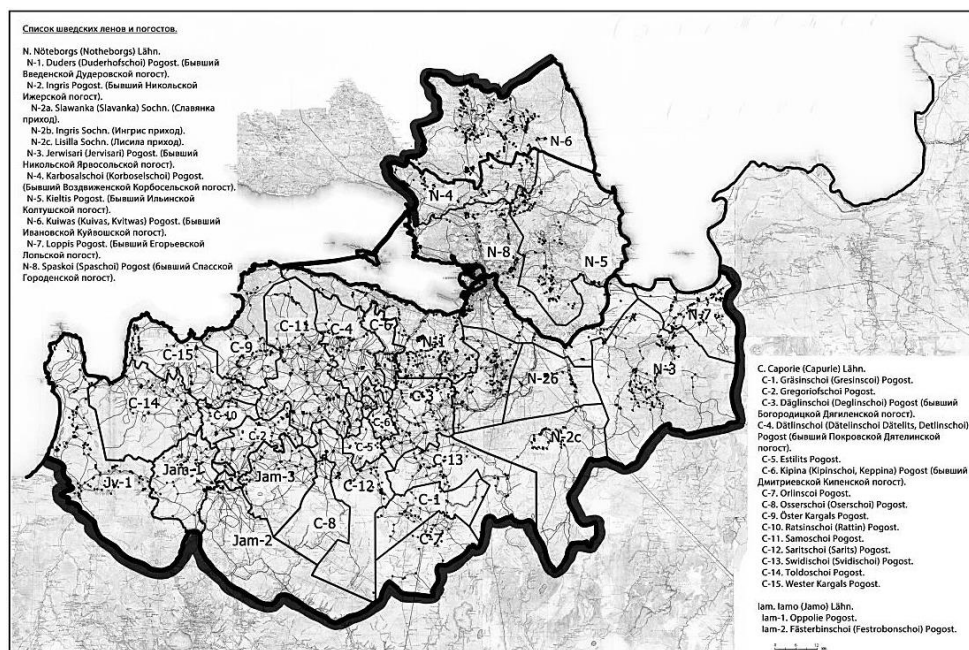 Список шведских ленов и погостов.
N. Nöteborgs (Notheborgs) Lähn.
N-1. Duders (Duderhofschoi) Pogost. (Бывший
Введенской Дудеровской погост).
N-2. Ingris Pogost. (Бывший Никольской
Ижерской погост).
N-2a. Slawanka (Slavanka) Sochn. (Славянка
приход).
N-2b. Ingris Sochn. (Ингрис приход).
N-2c. Lisilla Sochn. (Лисила приход).
N-3. Jerwisari (Jervisari) Pogost. (Бывший
Никольской Ярвосольской погост).
N-4. Karbosalschoi (Korboselschoi) Pogost.
(Бывший Воздвиженской Корбосельской погост).
N-5. Kieltis Pogost. (Бывший Ильинской
Колтушской погост).
N-6. Kuiwas (Kuivas, Kvitwas) Pogost. (Бывший
Ивановской Куйвошской погост).
N-7. Loppis Pogost. (Бывший Егорьевской
Лопьской погост).
N-8. Spaskoi (Spaschoi) Pogost (бывший Спасской
Городенской погост).
N-6
N-4
N-8
N-5
N-7
C-11
C-4
C-6
N-1
C-15
C-9
N-2b
N-3
C-14
C-3
C-10
C-6
C-2
C-5
N-2c
Jam-1
C-13
Jv-1
Jam-3
C-12
C-1
C-8
C-7
Jam-2
C. Caporie (Capurie) Lähn.
C-1. Gräsinschoi (Gresinscoi) Pogost.
C-2. Gregoriofschoi Pogost.
C-3. Däglinschoi (Deglinschoi) Pogost (бывший
Богородицкой Дягиленской погост).
C-4. Dätlinschoi (Dätelinschoi Dätelits, Detlinschoi)
Pogost (бывший Покровской Дятелинской
погост).
C-5. Estilits Pogost.
C-6. Kipina (Kipinschoi, Keppina) Pogost (бывший
Дмитриевской Кипенской погост).
C-7. Orlinscoi Pogost.
C-8. Osserschoi (Oserschoi) Pogost.
C-9. Öster Kargals Pogost.
C-10. Ratsinschoi (Rattin) Pogost.
C-11. Samoschoi Pogost.
C-12. Saritschoi (Sarits) Pogost.
C-13. Swidischoi (Svidischoi) Pogost.
C-14. Toldoschoi Pogost.
C-15. Wester Kargals Pogost.
Iam. Iamo (Jamo) Lähn.
Iam-1. Oppolie Pogost.
Iam-2. Fästerbinschoi (Festrobonschoi) Pogost.